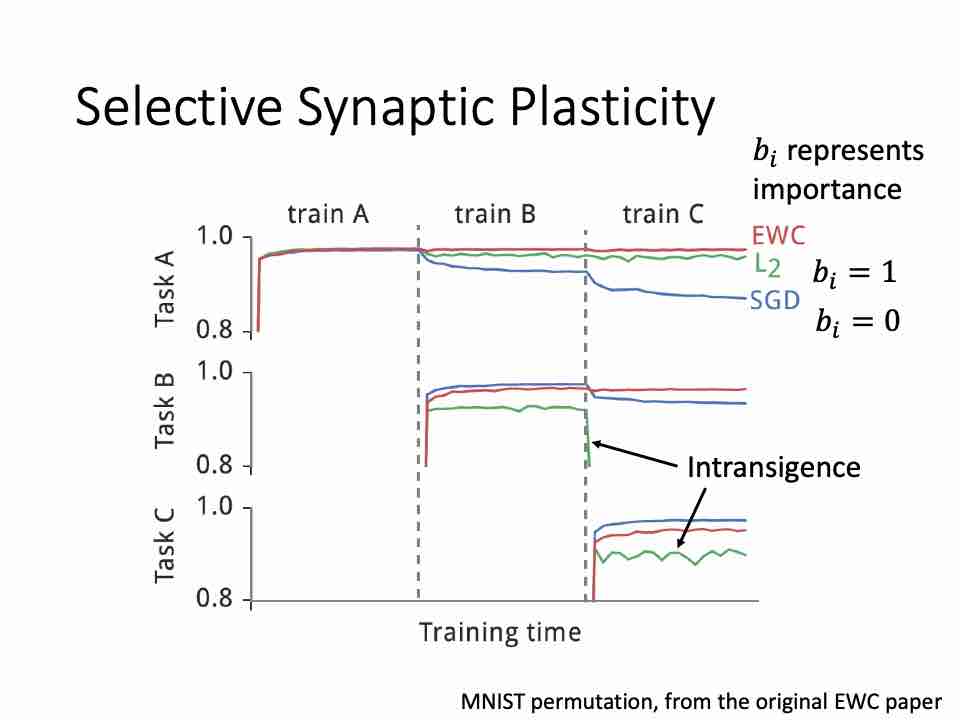 Selective Synaptic Plasticity
b_i represents
importance
train A
train B
train C
EWC
L2
b_i = 1
SGD
b_i = 0
Task A
1.0
0.8
Task B
1.0
0.8
Intransigence
Task C
1.0
0.8
Training time
MNIST permutation, from the original EWC paper